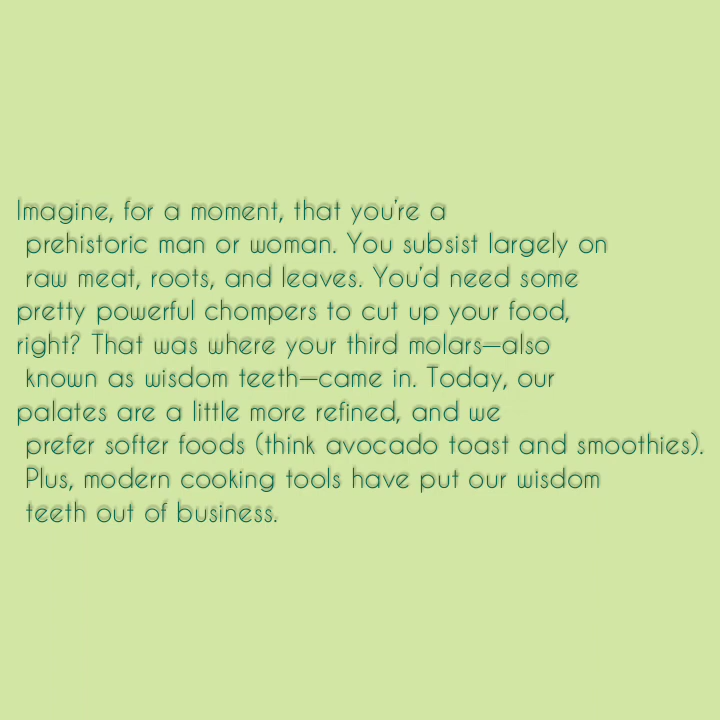 Imagine, for a moment, that you're a
prehistoric man or woman. You subsist largely on
raw meat, roots, and leaves. You'd need some
pretty powerful chompers to cut up your food,
right? That was where your third molars—also
known as wisdom teeth—came in. Today, our
palates are a little more refined, and we
prefer softer foods (think avocado toast and smoothies).
Plus, modern cooking tools have put our wisdom
teeth out of business.